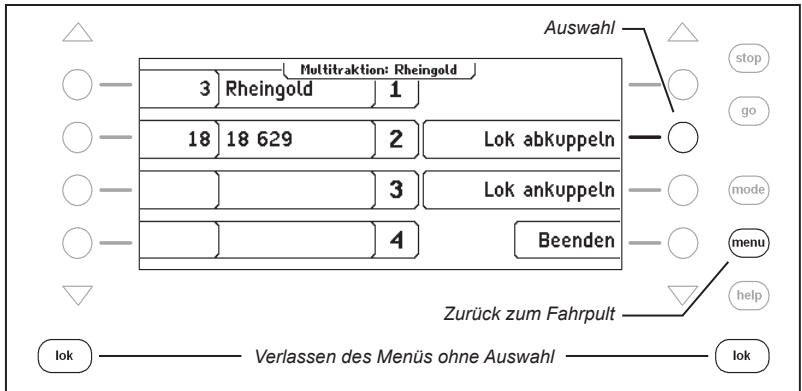 Auswahl
stop
Multitraktion: Rheingold
3 Rheingold 1
go
18 18 629 2 Lok abkuppeln
3 Lok ankuppeln
mode
4 Beenden
menu
help
Zurück zum Fahrpult
lok Verlassen des Menüs ohne Auswahl lok